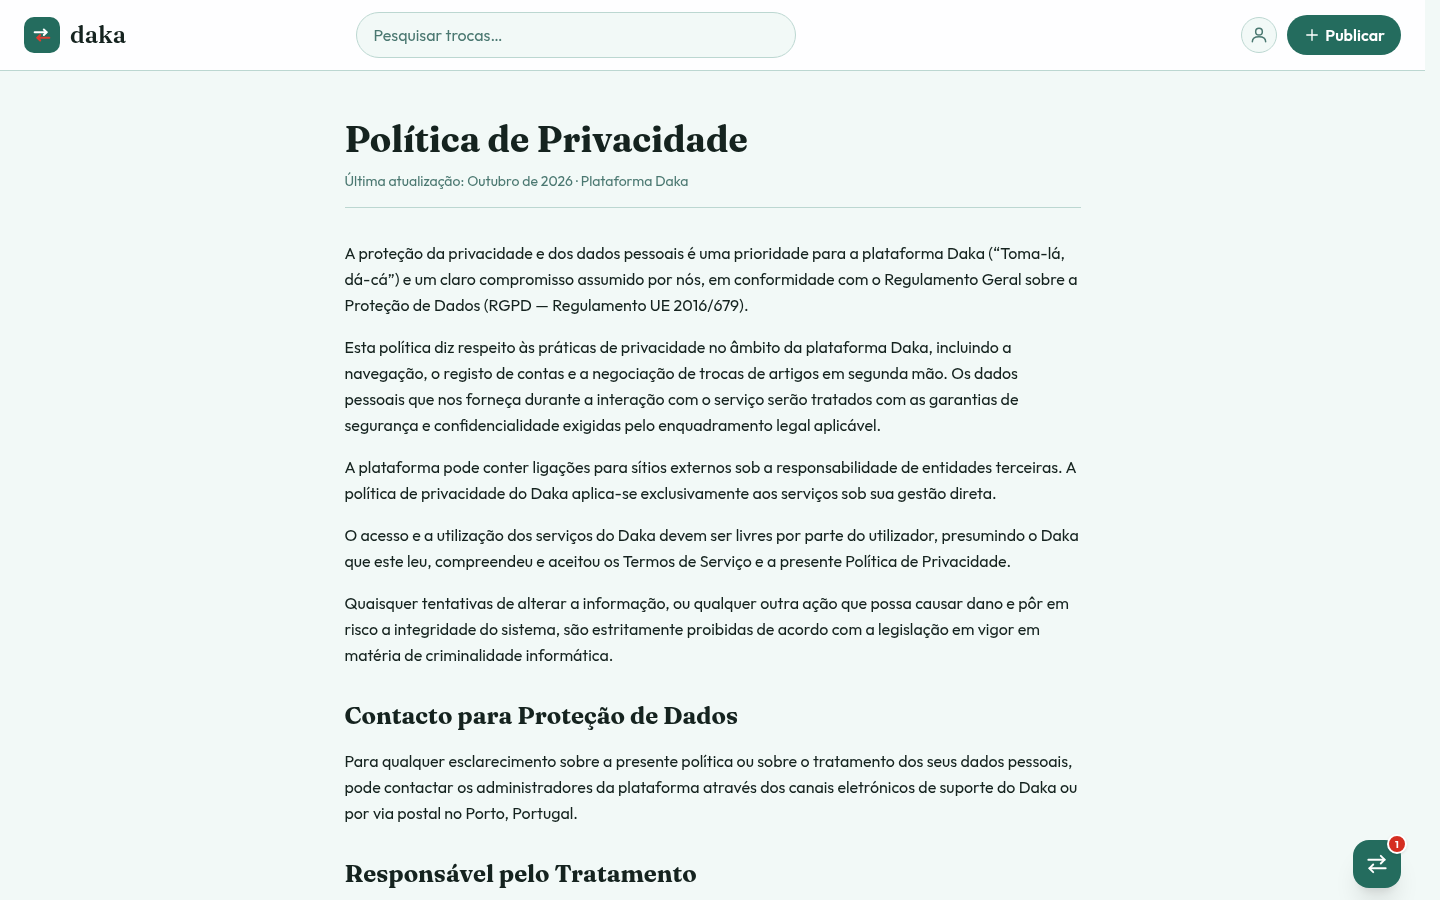 daka
Pesquisar trocas...
Publicar
Política de Privacidade
Última atualização: Outubro de 2026 · Plataforma Daka
A proteção da privacidade e dos dados pessoais é uma prioridade para a plataforma Daka (“Toma-lá,
dá-cá”) e um claro compromisso assumido por nós, em conformidade com o Regulamento Geral sobre a
Proteção de Dados (RGPD — Regulamento UE 2016/679).
Esta política diz respeito às práticas de privacidade no âmbito da plataforma Daka, incluindo a
navegação, o registo de contas e a negociação de trocas de artigos em segunda mão. Os dados
pessoais que nos forneça durante a interação com o serviço serão tratados com as garantias de
segurança e confidencialidade exigidas pelo enquadramento legal aplicável.
A plataforma pode conter ligações para sítios externos sob a responsabilidade de entidades terceiras. A
política de privacidade do Daka aplica-se exclusivamente aos serviços sob sua gestão direta.
O acesso e a utilização dos serviços do Daka devem ser livres por parte do utilizador, presumindo o Daka
que este leu, compreendeu e aceitou os Termos de Serviço e a presente Política de Privacidade.
Quaisquer tentativas de alterar a informação, ou qualquer outra ação que possa causar dano e pôr em
risco a integridade do sistema, são estritamente proibidas de acordo com a legislação em vigor em
matéria de criminalidade informática.
Contacto para Proteção de Dados
Para qualquer esclarecimento sobre a presente política ou sobre o tratamento dos seus dados pessoais,
pode contactar os administradores da plataforma através dos canais eletrónicos de suporte do Daka ou
por via postal no Porto, Portugal.
Responsável pelo Tratamento
1